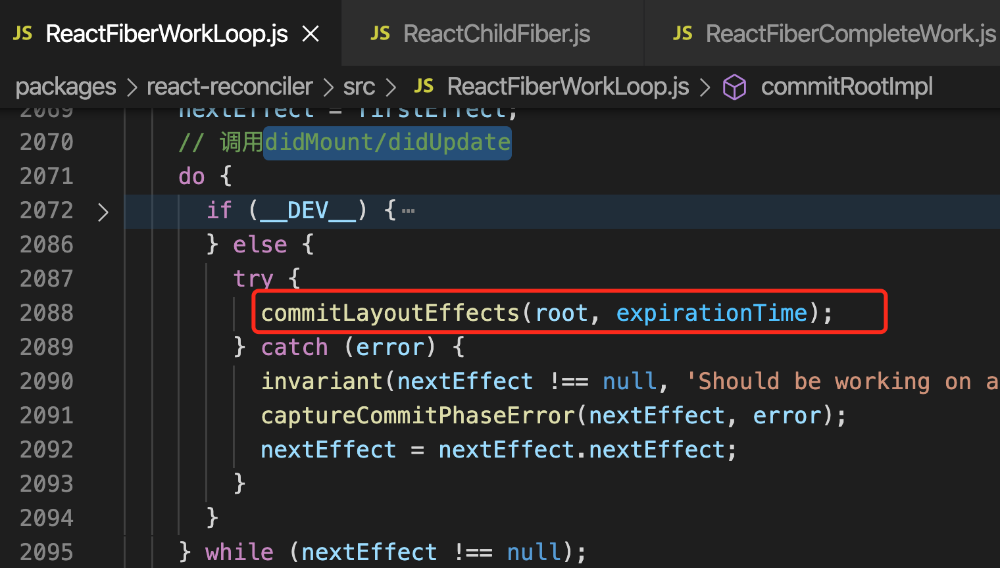 JS ReactFiberWorkLoop.js × JS ReactChildFiber.js JS ReactFiberCompleteWork.js
packages > react-reconciler > src > JS ReactFiberWorkLoop.js > commitRootImpl
2069 nextEffect = firstEffect;
2070 // 调用didMount/didUpdate
2071 do {
2072 if (__DEV__) {⋯
2086 } else {
2087 try {
2088 commitLayoutEffects(root, expirationTime);
2089 } catch (error) {
2090 invariant(nextEffect !== null, 'Should be working on a
2091 captureCommitPhaseError(nextEffect, error);
2092 nextEffect = nextEffect.nextEffect;
2093 }
2094 }
2095 } while (nextEffect !== null);